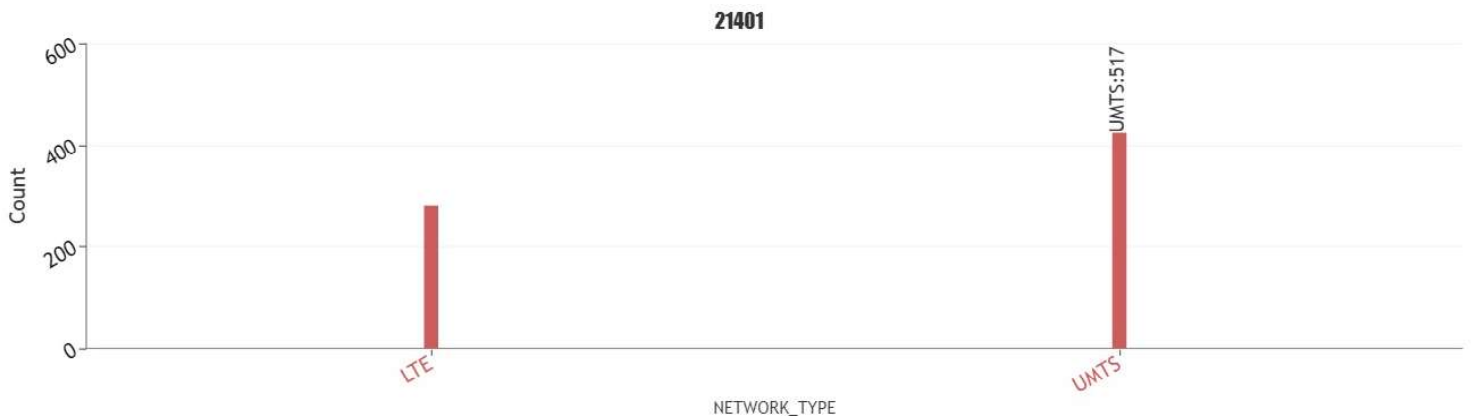 21401
600
400
200
0
Count
UMTS:517
LTE
UMTS
NETWORK_TYPE